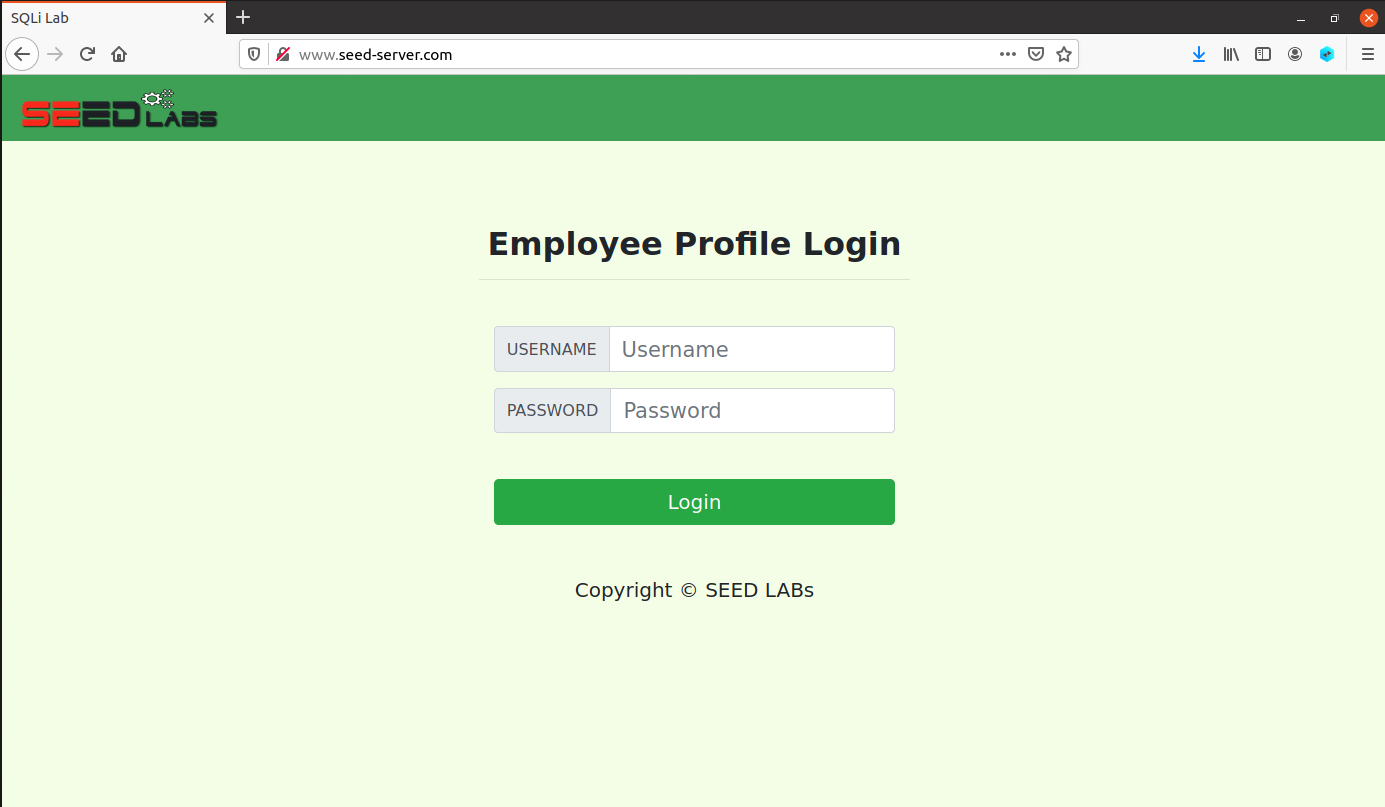 SQLi Lab
www.seed-server.com
SEED LABS
Employee Profile Login
USERNAME Username
PASSWORD Password
Login
Copyright © SEED LABs